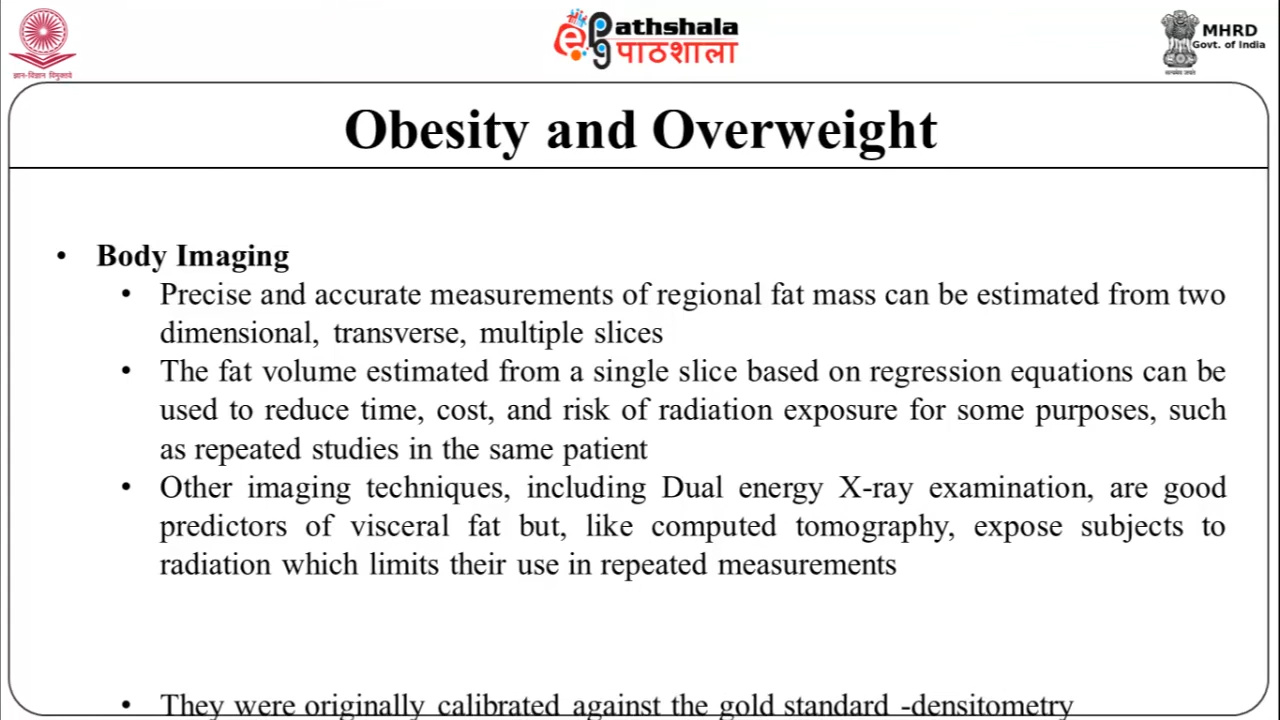 ज्ञान-विज्ञान विमुक्तये
ePathshala
पाठशाला
MHRD
Govt. of India
सत्यमेव जयते
Obesity and Overweight
• Body Imaging
• Precise and accurate measurements of regional fat mass can be estimated from two
dimensional, transverse, multiple slices
• The fat volume estimated from a single slice based on regression equations can be
used to reduce time, cost, and risk of radiation exposure for some purposes, such
as repeated studies in the same patient
• Other imaging techniques, including Dual energy X-ray examination, are good
predictors of visceral fat but, like computed tomography, expose subjects to
radiation which limits their use in repeated measurements
• They were originally calibrated against the gold standard -densitometry